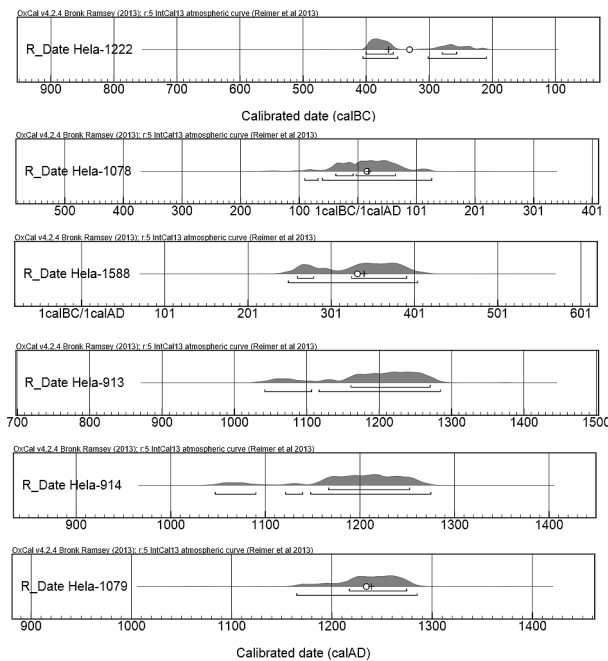 OxCal v4.2.4 Bronk Ramsey (2013); r:5 IntCal13 atmospheric curve (Reimer et al 2013)
R_Date Hela-1222
900 800 700 600 500 400 300 200 100
Calibrated date (calBC)
OxCal v4.2.4 Bronk Ramsey (2013); r:5 IntCal13 atmospheric curve (Reimer et al 2013)
R_Date Hela-1078
500 400 300 200 100 1calBC/1calAD 101 201 301 401
OxCal v4.2.4 Bronk Ramsey (2013); r:5 IntCal13 atmospheric curve (Reimer et al 2013)
R_Date Hela-1588
1calBC/1calAD 101 201 301 401 501 601
OxCal v4.2.4 Bronk Ramsey (2013); r:5 IntCal13 atmospheric curve (Reimer et al 2013)
R_Date Hela-913
700 800 900 1000 1100 1200 1300 1400 1500
OxCal v4.2.4 Bronk Ramsey (2013); r:5 IntCal13 atmospheric curve (Reimer et al 2013)
R_Date Hela-914
900 1000 1100 1200 1300 1400
OxCal v4.2.4 Bronk Ramsey (2013); r:5 IntCal13 atmospheric curve (Reimer et al 2013)
R_Date Hela-1079
900 1000 1100 1200 1300 1400
Calibrated date (calAD)